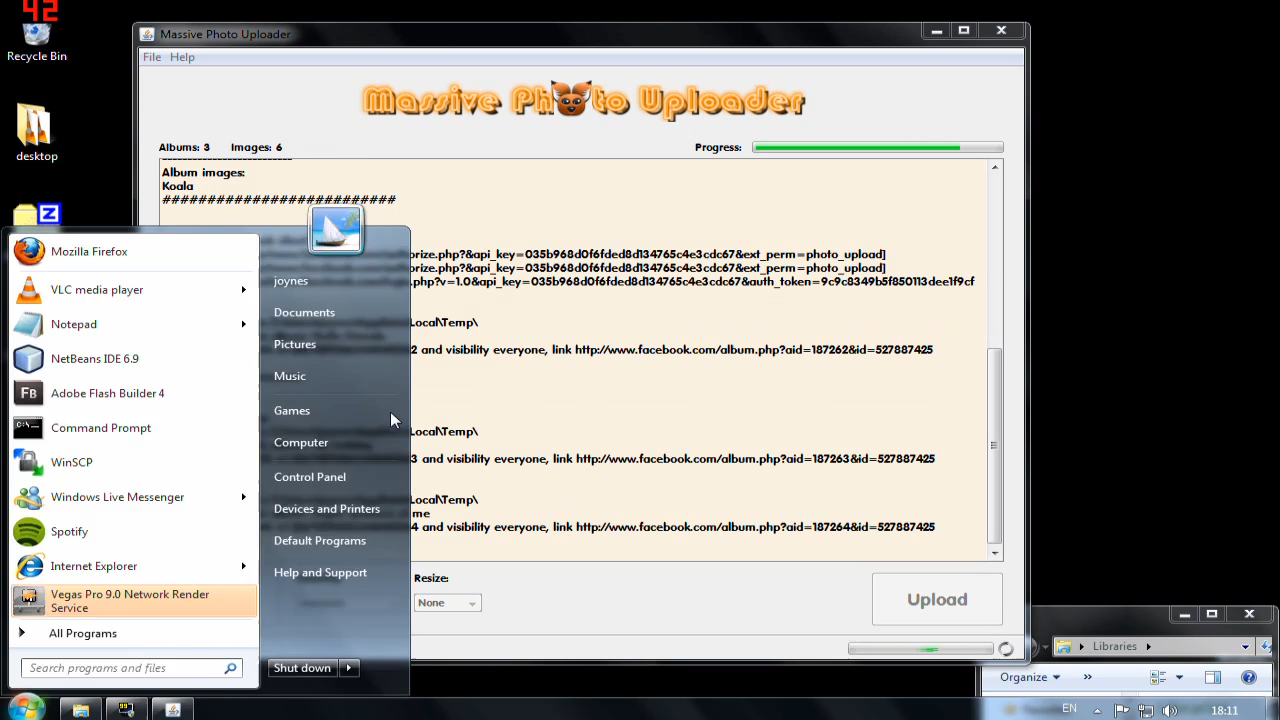 42
Recycle Bin
desktop
Massive Photo Uploader
File Help
Massive Ph to Uploader
Albums: 3 Images: 6
Progress:
Album images:
Koala
##########################
orize.php?&api_key=035b968d0f6fded8d134765c4e3cdc67&ext_perm=photo_upload]
orize.php?&api_key=035b968d0f6fded8d134765c4e3cdc67&ext_perm=photo_upload]
.php?v=1.0&api_key=035b968d0f6fded8d134765c4e3cdc67&auth_token=9c9c8349b5f850113dee1f9cf
Local\Temp\
2 and visibility everyone, link http://www.facebook.com/album.php?aid=187262&id=527887425
Local\Temp\
3 and visibility everyone, link http://www.facebook.com/album.php?aid=187263&id=527887425
Local\Temp\
me
4 and visibility everyone, link http://www.facebook.com/album.php?aid=187264&id=527887425
Resize:
None
Upload
Mozilla Firefox
VLC media player
Notepad
NetBeans IDE 6.9
Adobe Flash Builder 4
Command Prompt
WinSCP
Windows Live Messenger
Spotify
Internet Explorer
Vegas Pro 9.0 Network Render
Service
All Programs
Search programs and files
joynes
Documents
Pictures
Music
Games
Computer
Control Panel
Devices and Printers
Default Programs
Help and Support
Shut down
Libraries
Organize
EN
18:11